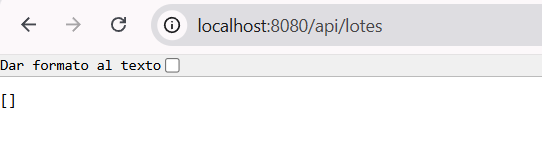 localhost:8080/api/lotes
Dar formato al texto
[]